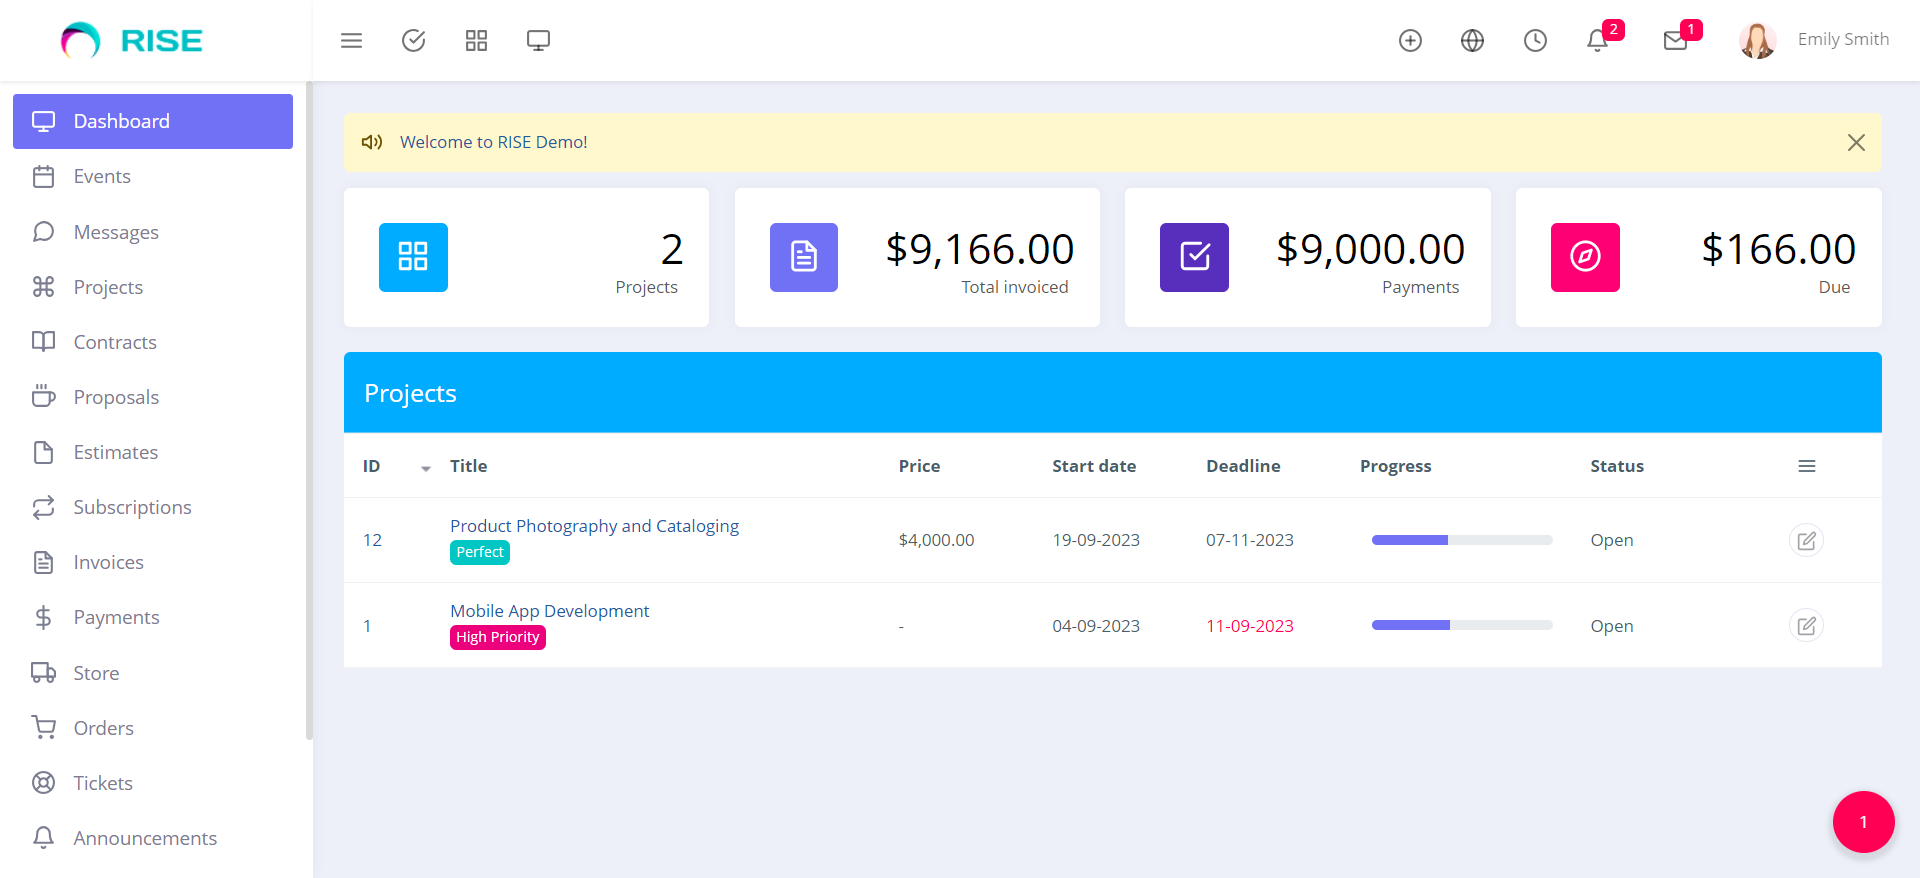 RISE
2
1
Emily Smith
Dashboard
Events
Messages
Projects
Contracts
Proposals
Estimates
Subscriptions
Invoices
Payments
Store
Orders
Tickets
Announcements
Welcome to RISE Demo!
2
Projects
$9,166.00
Total invoiced
$9,000.00
Payments
$166.00
Due
Projects
ID Title Price Start date Deadline Progress Status
12 Product Photography and Cataloging $4,000.00 19-09-2023 07-11-2023 Open
Perfect
1 Mobile App Development - 04-09-2023 11-09-2023 Open
High Priority
1